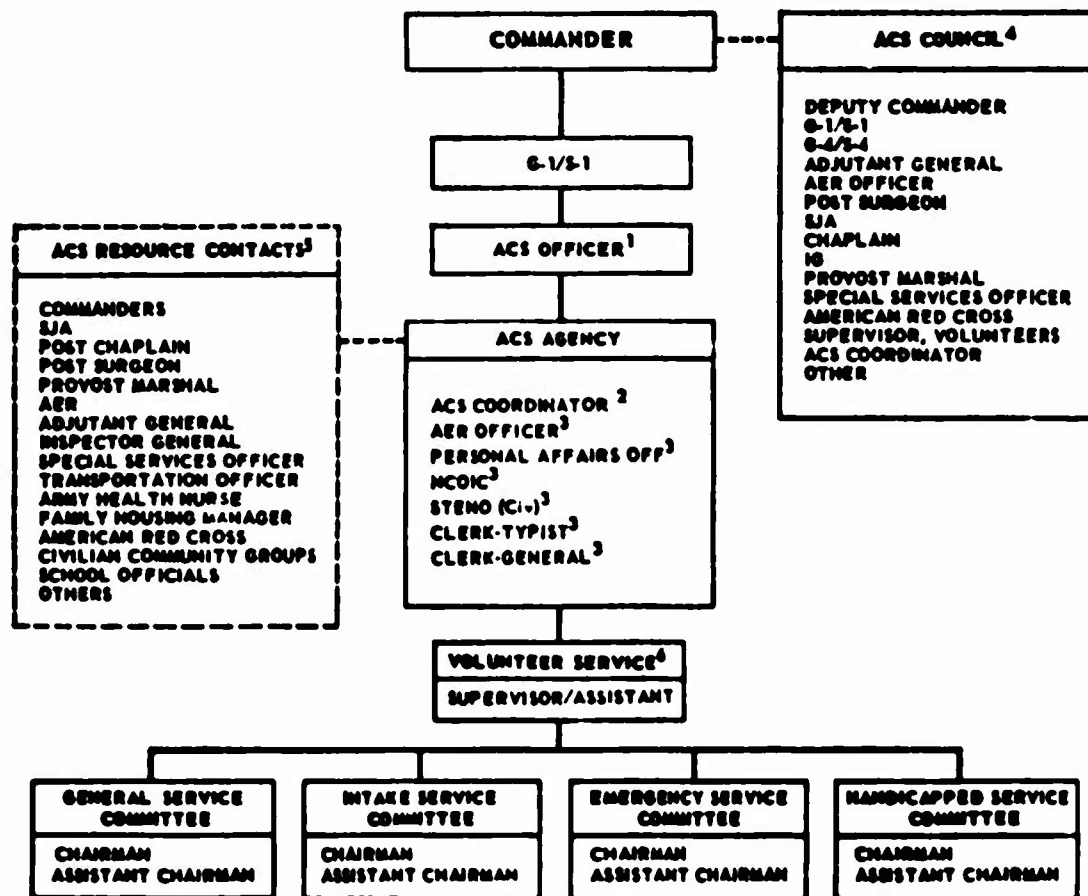 COMMANDER
ACS COUNCIL⁴
DEPUTY COMMANDER
G-1/S-1
G-4/S-4
ADJUTANT GENERAL
AER OFFICER
POST SURGEON
SJA
CHAPLAIN
IG
PROVOST MARSHAL
SPECIAL SERVICES OFFICER
AMERICAN RED CROSS
SUPERVISOR, VOLUNTEERS
ACS COORDINATOR
OTHER
G-1/S-1
ACS OFFICER¹
ACS RESOURCE CONTACTS⁵
COMMANDERS
SJA
POST CHAPLAIN
POST SURGEON
PROVOST MARSHAL
AER
ADJUTANT GENERAL
INSPECTOR GENERAL
SPECIAL SERVICES OFFICER
TRANSPORTATION OFFICER
ARMY HEALTH NURSE
FAMILY HOUSING MANAGER
AMERICAN RED CROSS
CIVILIAN COMMUNITY GROUPS
SCHOOL OFFICIALS
OTHERS
ACS AGENCY
ACS COORDINATOR ²
AER OFFICER³
PERSONAL AFFAIRS OFF³
NCOIC³
STENO (Civ)³
CLERK-TYPIST³
CLERK-GENERAL³
VOLUNTEER SERVICE⁶
SUPERVISOR/ASSISTANT
GENERAL SERVICE
COMMITTEE
CHAIRMAN
ASSISTANT CHAIRMAN
INTAKE SERVICE
COMMITTEE
CHAIRMAN
ASSISTANT CHAIRMAN
EMERGENCY SERVICE
COMMITTEE
CHAIRMAN
ASSISTANT CHAIRMAN
HANDICAPPED SERVICE
COMMITTEE
CHAIRMAN
ASSISTANT CHAIRMAN